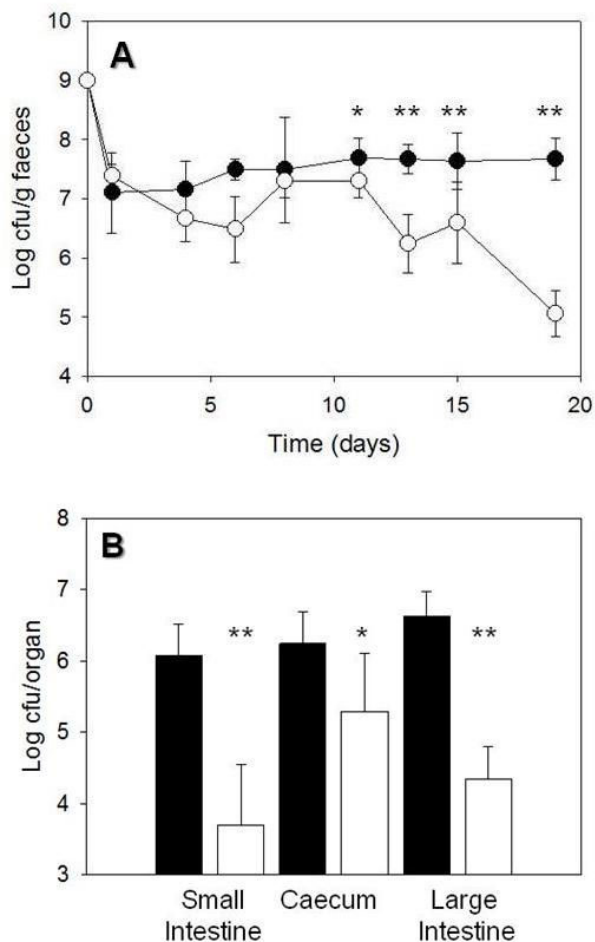 10
A
9
* ** ** **
8
7
6
5
4
Log cfu/g faeces
0 5 10 15 20
Time (days)
8
B
7
** * **
6
5
4
3
Log cfu/organ
Small Caecum Large
Intestine Intestine